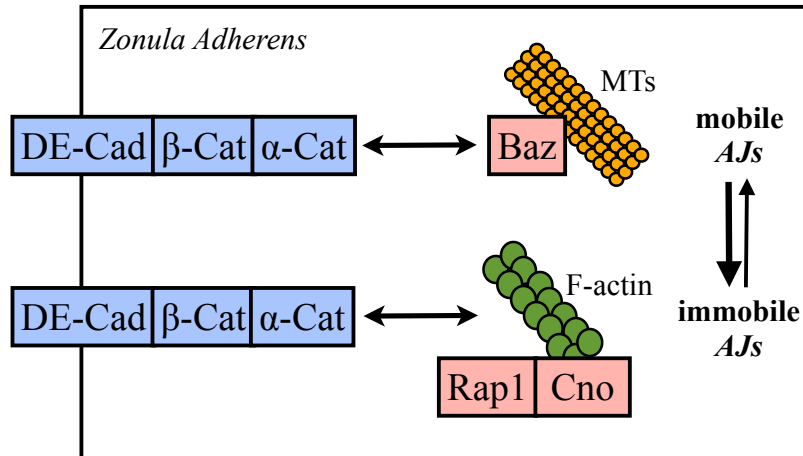 Zonula Adherens
MTs
DE-Cad β-Cat α-Cat
Baz
mobile
AJs
F-actin
DE-Cad β-Cat α-Cat
immobile
AJs
Rap1 Cno